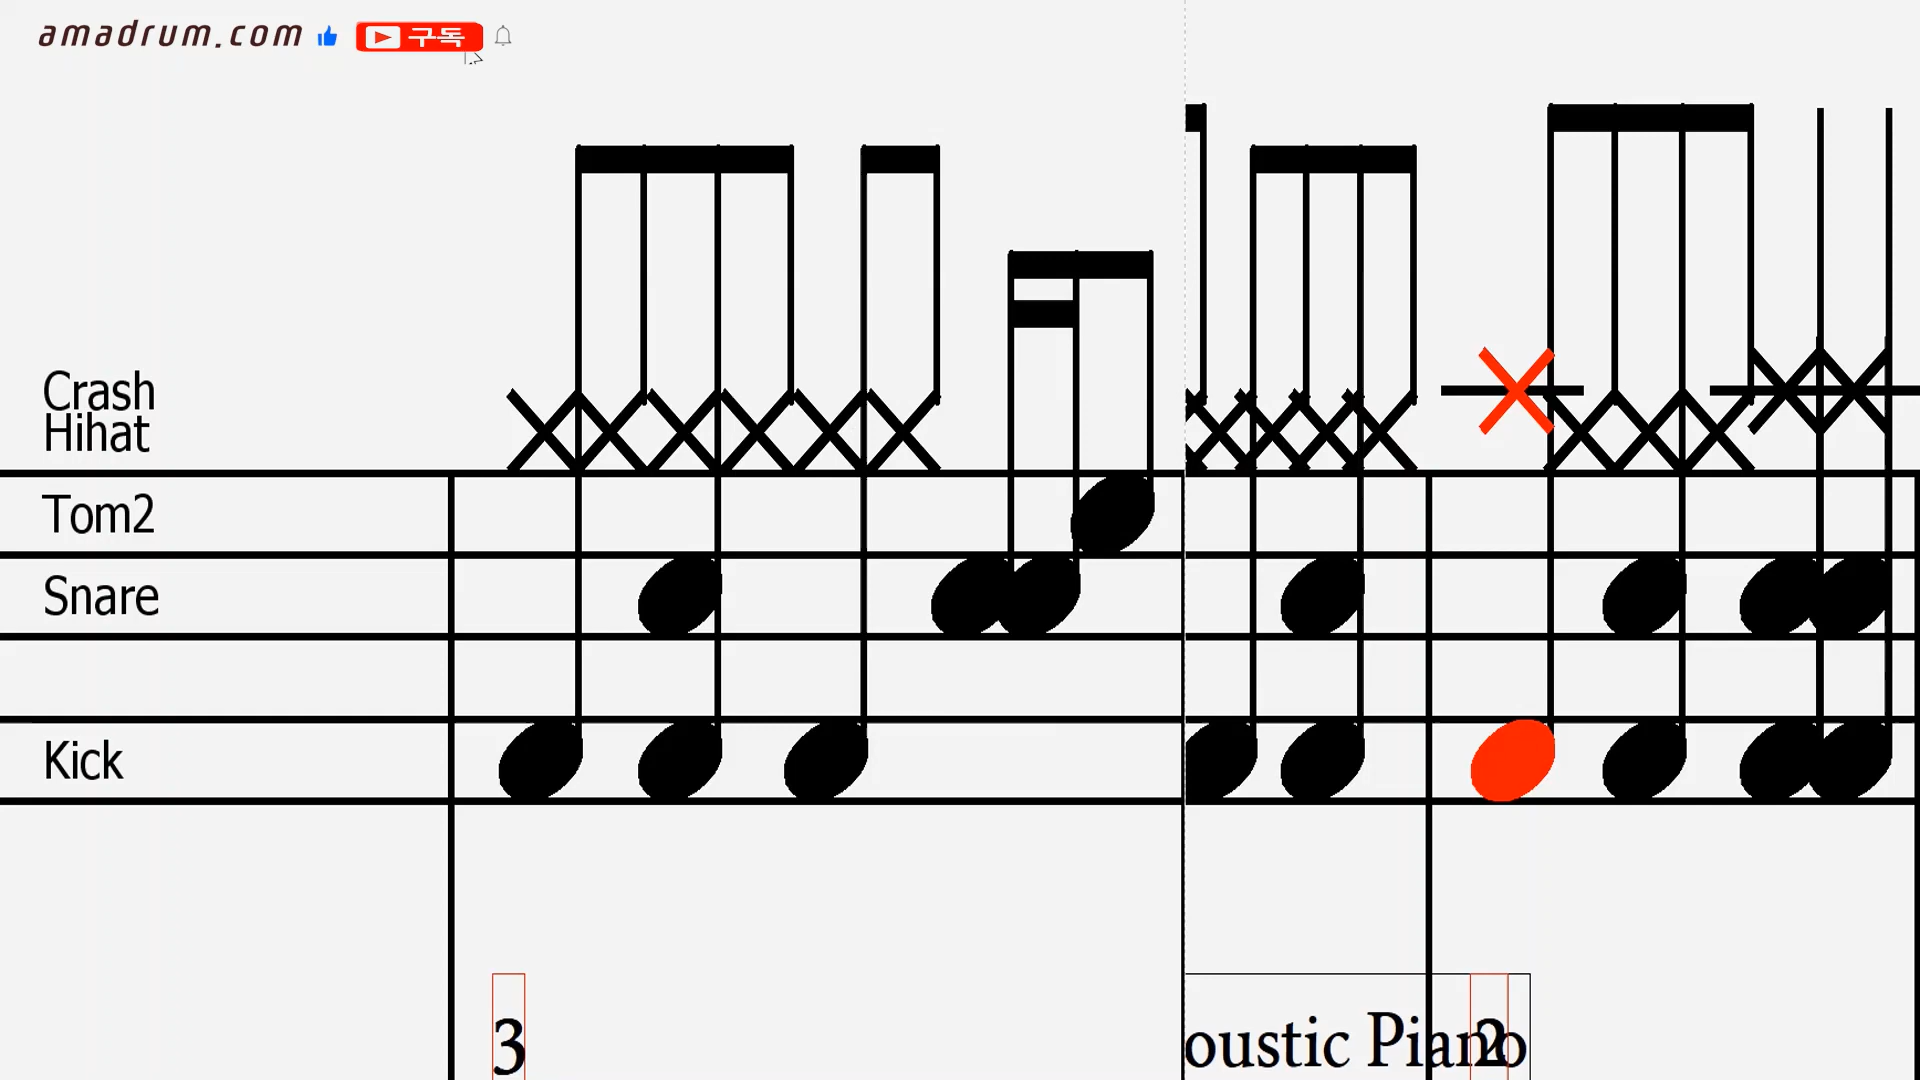 amadrum.com 구독
Crash
Hihat
Tom2
Snare
Kick
3
oustic Piano
2